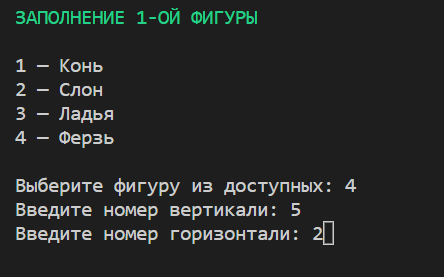 ЗАПОЛНЕНИЕ 1-ОЙ ФИГУРЫ
1 — Конь
2 — Слон
3 — Ладья
4 — Ферзь
Выберите фигуру из доступных: 4
Введите номер вертикали: 5
Введите номер горизонтали: 2